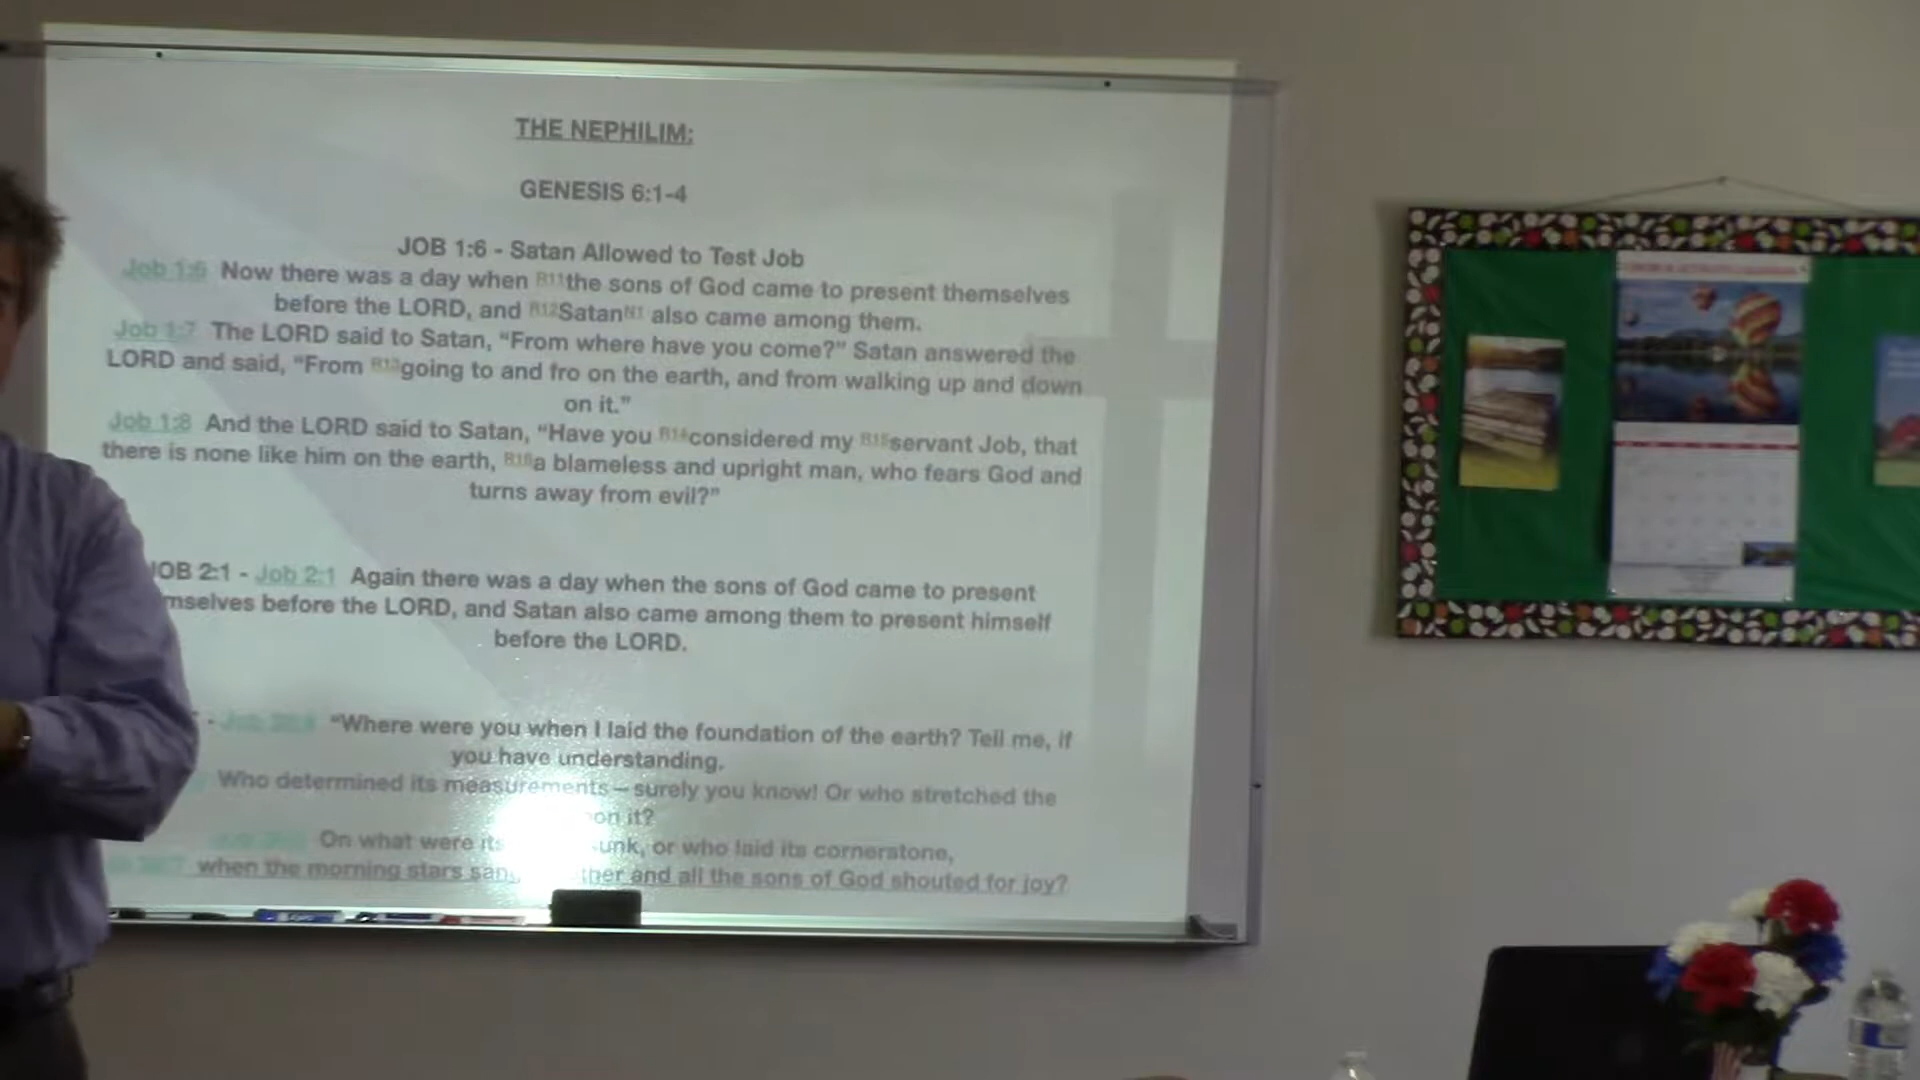 THE NEPHILIM:
GENESIS 6:1-4
JOB 1:6 - Satan Allowed to Test Job
Job 1:6 Now there was a day when R11the sons of God came to present themselves
before the LORD, and R12SatanN1 also came among them.
Job 1:7 The LORD said to Satan, “From where have you come?” Satan answered the
LORD and said, “From R13going to and fro on the earth, and from walking up and down
on it.”
Job 1:8 And the LORD said to Satan, “Have you R14considered my R15servant Job, that
there is none like him on the earth, R16a blameless and upright man, who fears God and
turns away from evil?”
OB 2:1 - Job 2:1 Again there was a day when the sons of God came to present
mselves before the LORD, and Satan also came among them to present himself
before the LORD.
- “Where were you when I laid the foundation of the earth? Tell me, if
you have understanding.
Who determined its measurements—surely you know! Or who stretched the
on it?
On what were its unk, or who laid its cornerstone,
when the morning stars sang ther and all the sons of God shouted for joy?